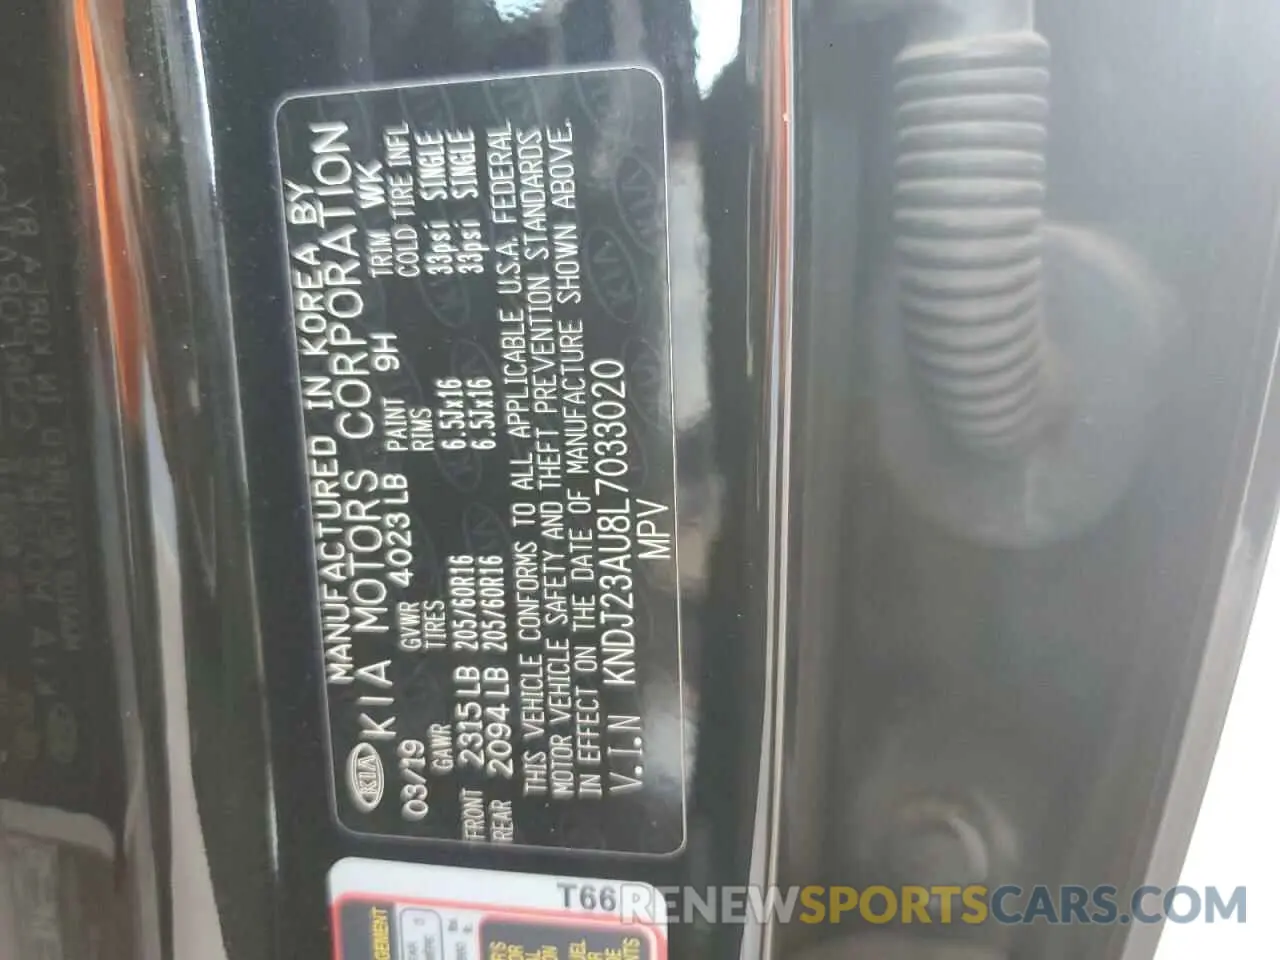 MANUFACTURED IN KOREA BY
KIA KIA MOTORS CORPORATION
03/19 GVWR 4023LB PAINT 9H TRIM WK
GAWR TIRES RIMS COLD TIRE INFL
FRONT 2315LB 205/60R16 6.5Jx16 33psi SINGLE
REAR 2094LB 205/60R16 6.5Jx16 33psi SINGLE
THIS VEHICLE CONFORMS TO ALL APPLICABLE U.S.A. FEDERAL
MOTOR VEHICLE SAFETY AND THEFT PREVENTION STANDARDS
IN EFFECT ON THE DATE OF MANUFACTURE SHOWN ABOVE.
V.I.N KNDJ23AU8L7033020
MPV
T66
RENEWSPORTSCARS.COM